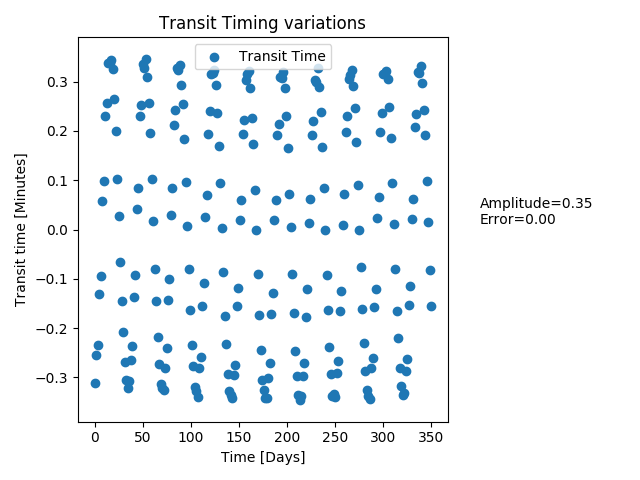 Transit Timing variations
Transit Time
Transit time [Minutes]
0.3
0.2
0.1
0.0
−0.1
−0.2
−0.3
0
50
100
150
200
250
300
350
Time [Days]
Amplitude=0.35
Error=0.00